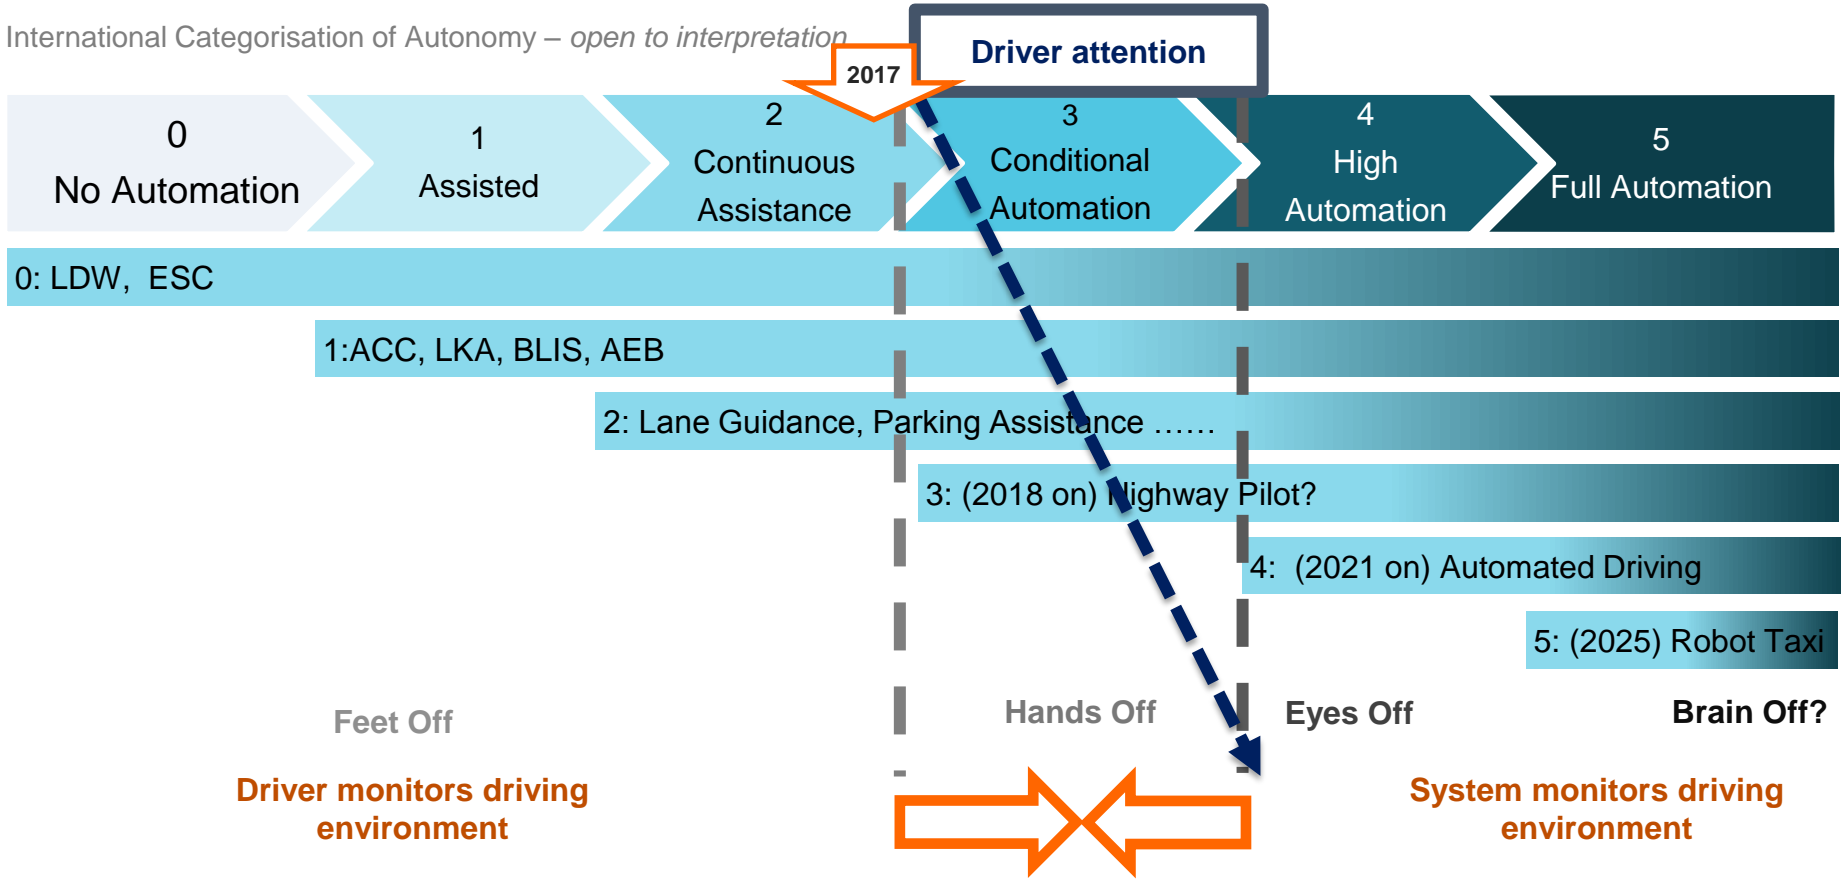 International Categorisation of Autonomy – open to interpretation
Driver attention
2017
0
No Automation
1
Assisted
2
Continuous
Assistance
3
Conditional
Automation
4
High
Automation
5
Full Automation
0: LDW, ESC
1:ACC, LKA, BLIS, AEB
2: Lane Guidance, Parking Assistance ......
3: (2018 on) Highway Pilot?
4: (2021 on) Automated Driving
5: (2025) Robot Taxi
Feet Off
Hands Off
Eyes Off
Brain Off?
Driver monitors driving
environment
System monitors driving
environment